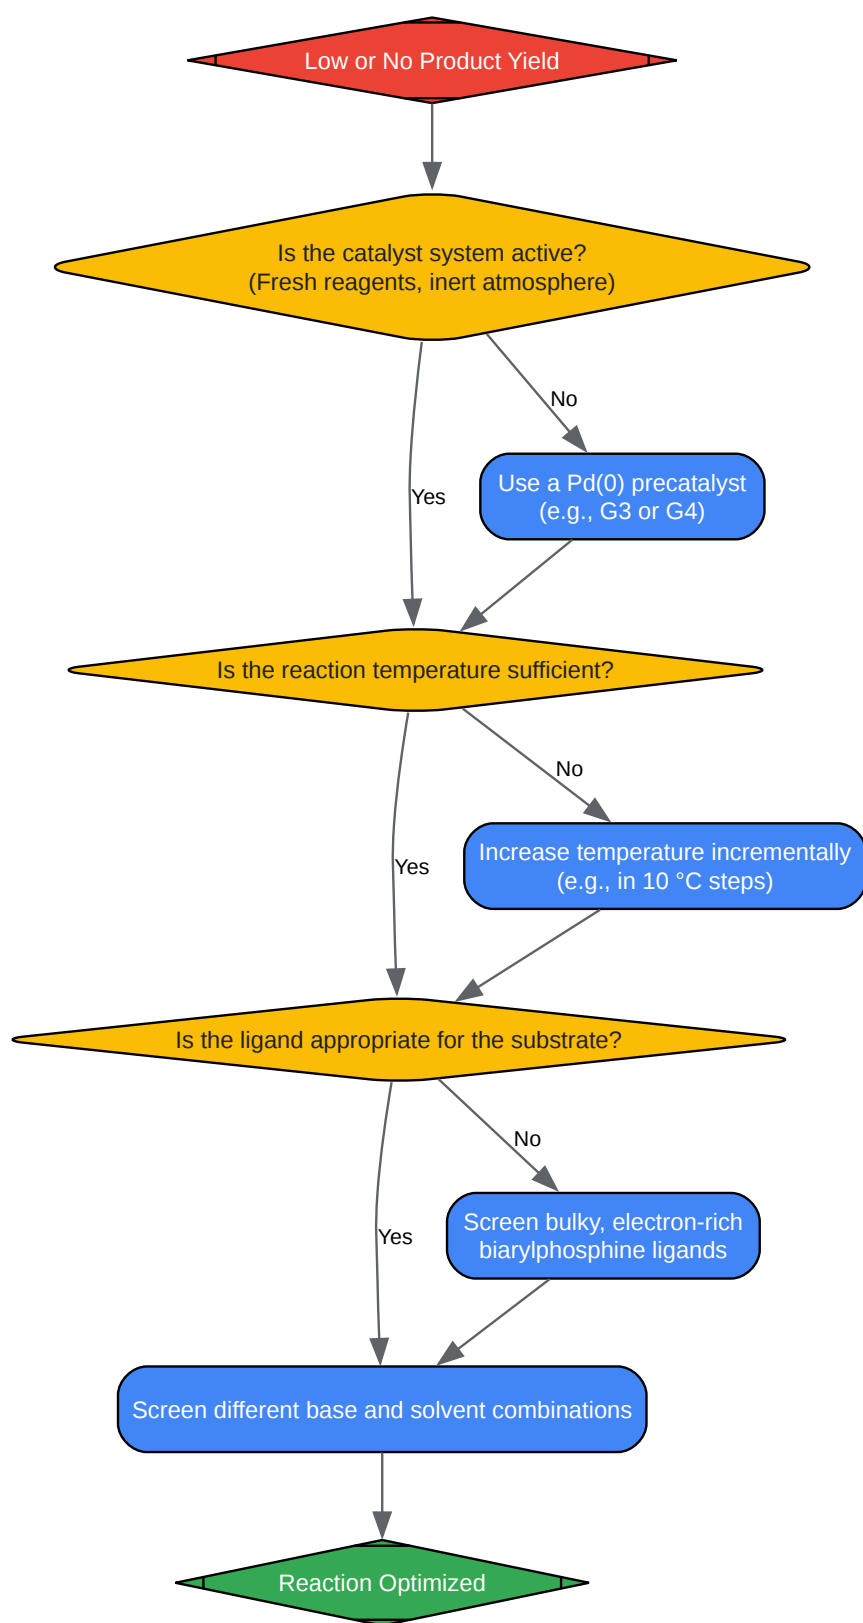 Low or No Product Yield
Is the catalyst system active?
(Fresh reagents, inert atmosphere)
No
Yes
Use a Pd(0) precatalyst
(e.g., G3 or G4)
Is the reaction temperature sufficient?
No
Yes
Increase temperature incrementally
(e.g., in 10 °C steps)
Is the ligand appropriate for the substrate?
No
Yes
Screen bulky, electron-rich
biarylphosphine ligands
Screen different base and solvent combinations
Reaction Optimized